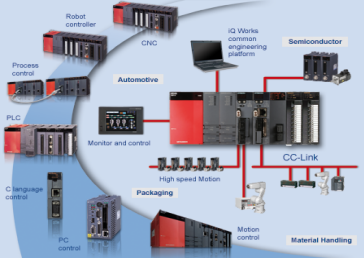 Robot
controller
CNC
iQ Works
common
engineering
platform
Semiconductor
Process
control
Automotive
PLC
Monitor and control
CC-Link
High speed Motion
C language
control
Packaging
PC
control
Motion
control
Material Handling